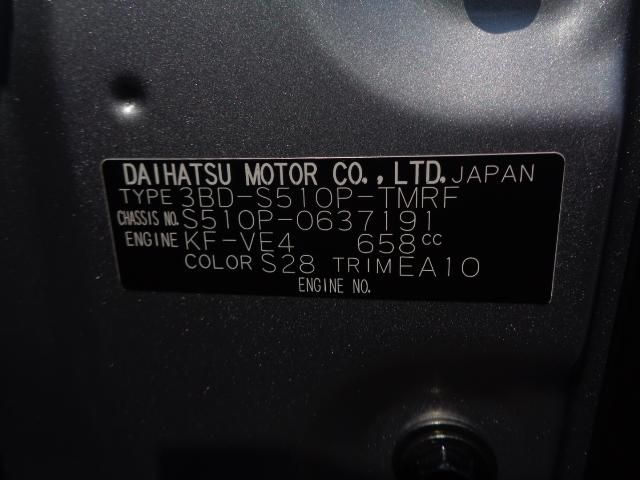 DAIHATSU MOTOR CO.,LTD. JAPAN
TYPE 3BD-S510P-TMRF
CHASSIS NO. S510P-0637191
ENGINE KF-VE4 658cc
COLOR S28 TRIM EA10
ENGINE NO.